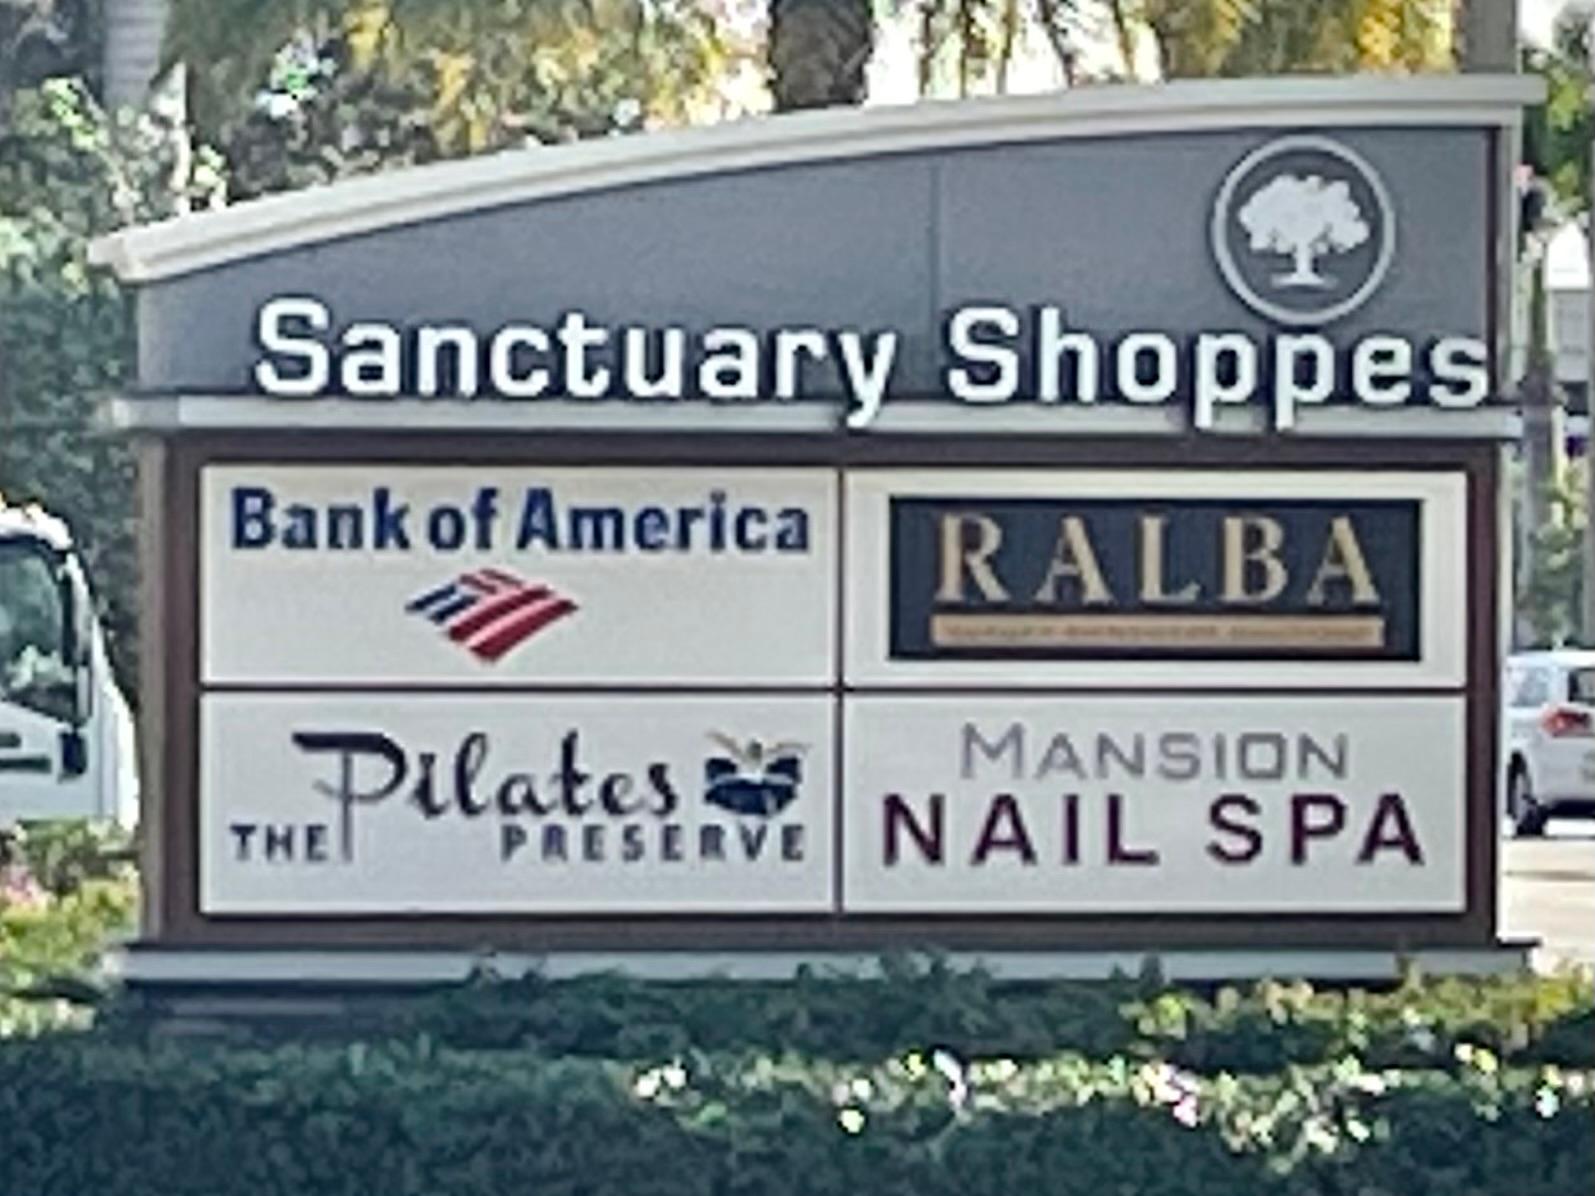 Sanctuary Shoppes
Bank of America
RALBA
THE Pilates
PRESERVE
MANSION
NAIL SPA